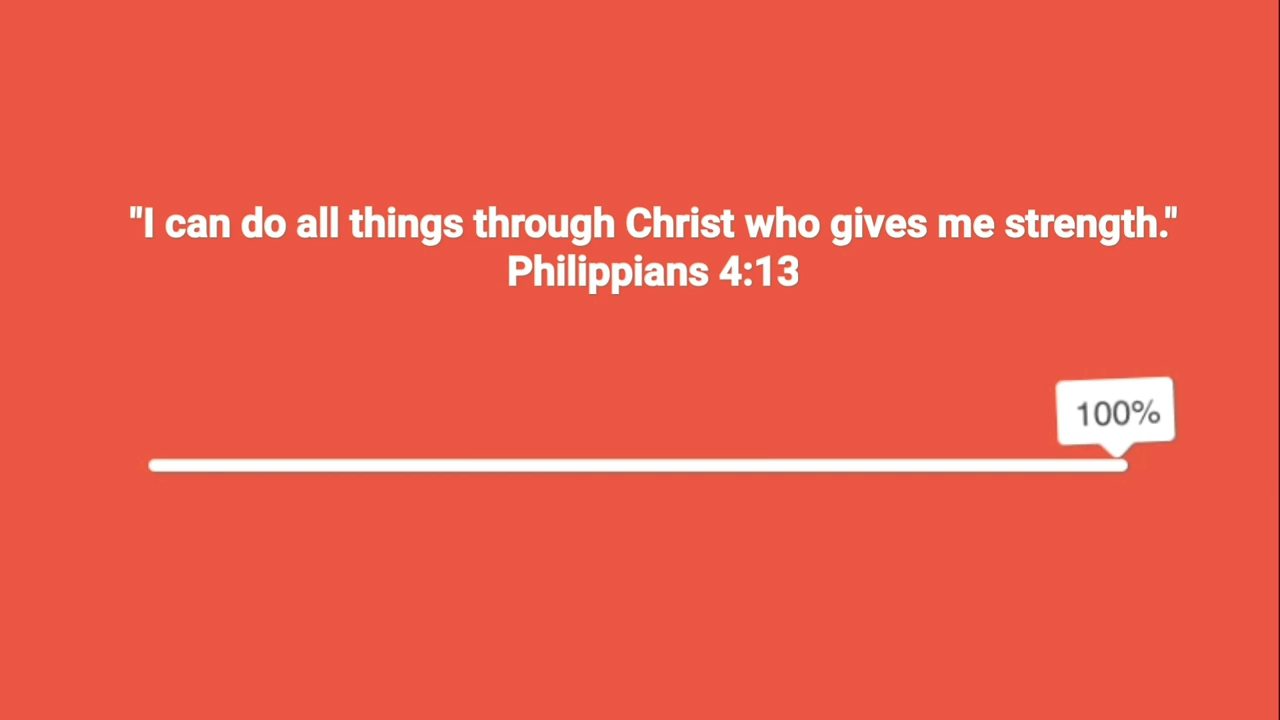 "I can do all things through Christ who gives me strength."
Philippians 4:13
100%